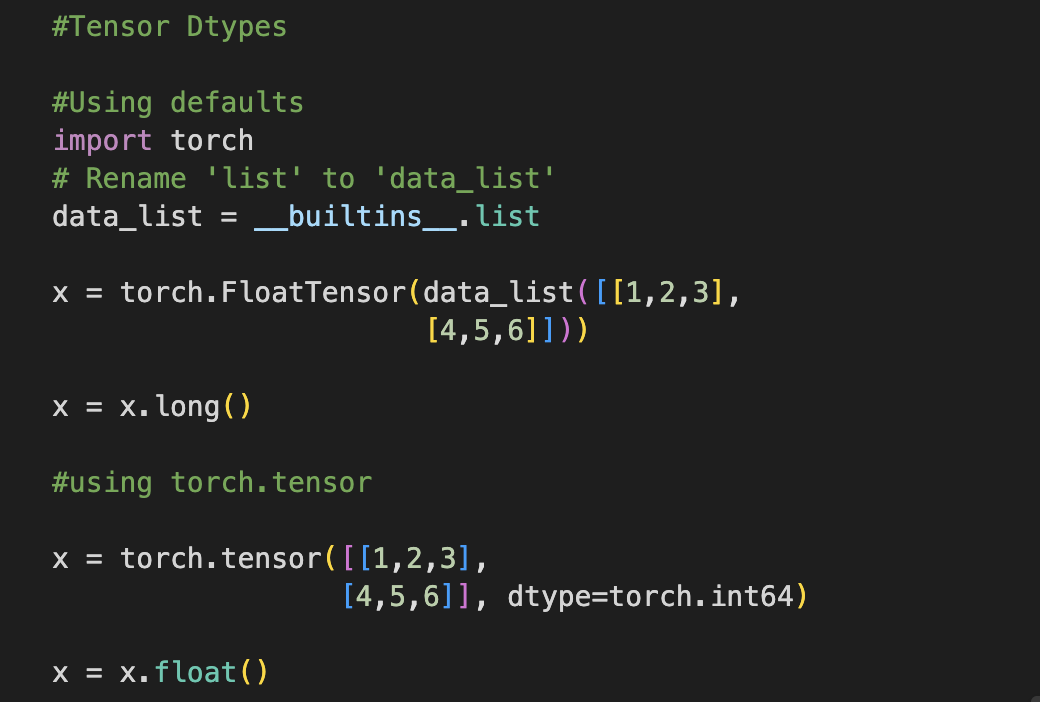 #Tensor Dtypes
#Using defaults
import torch
# Rename 'list' to 'data_list'
data_list = __builtins__.list
x = torch.FloatTensor(data_list([[1,2,3],
[4,5,6]]))
x = x.long()
#using torch.tensor
x = torch.tensor([[1,2,3],
[4,5,6]], dtype=torch.int64)
x = x.float()